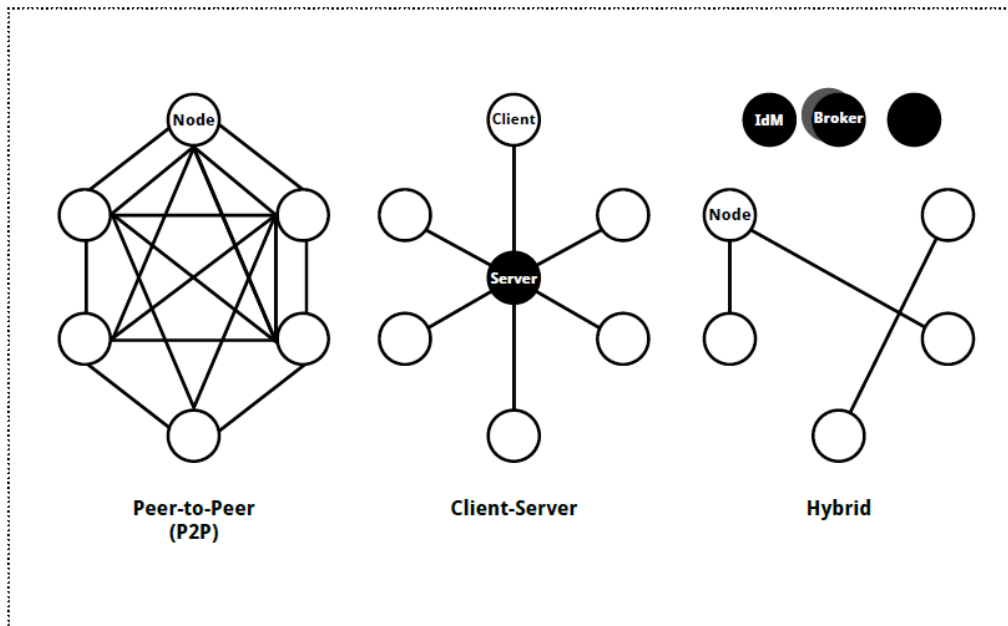 Node
Client
IdM
Broker
Node
Server
Peer-to-Peer
(P2P)
Client-Server
Hybrid